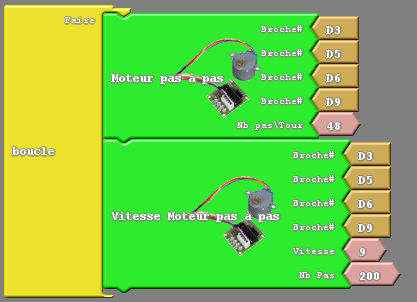 Faire
Broche# D3
Broche# D5
Moteur pas à pas
Broche# D6
Broche# D9
Nb pas\Tour 48
boucle
Broche# D3
Broche# D5
Broche# D6
Vitesse Moteur pas à pas
Broche# D9
Vitesse 9
Nb Pas 200